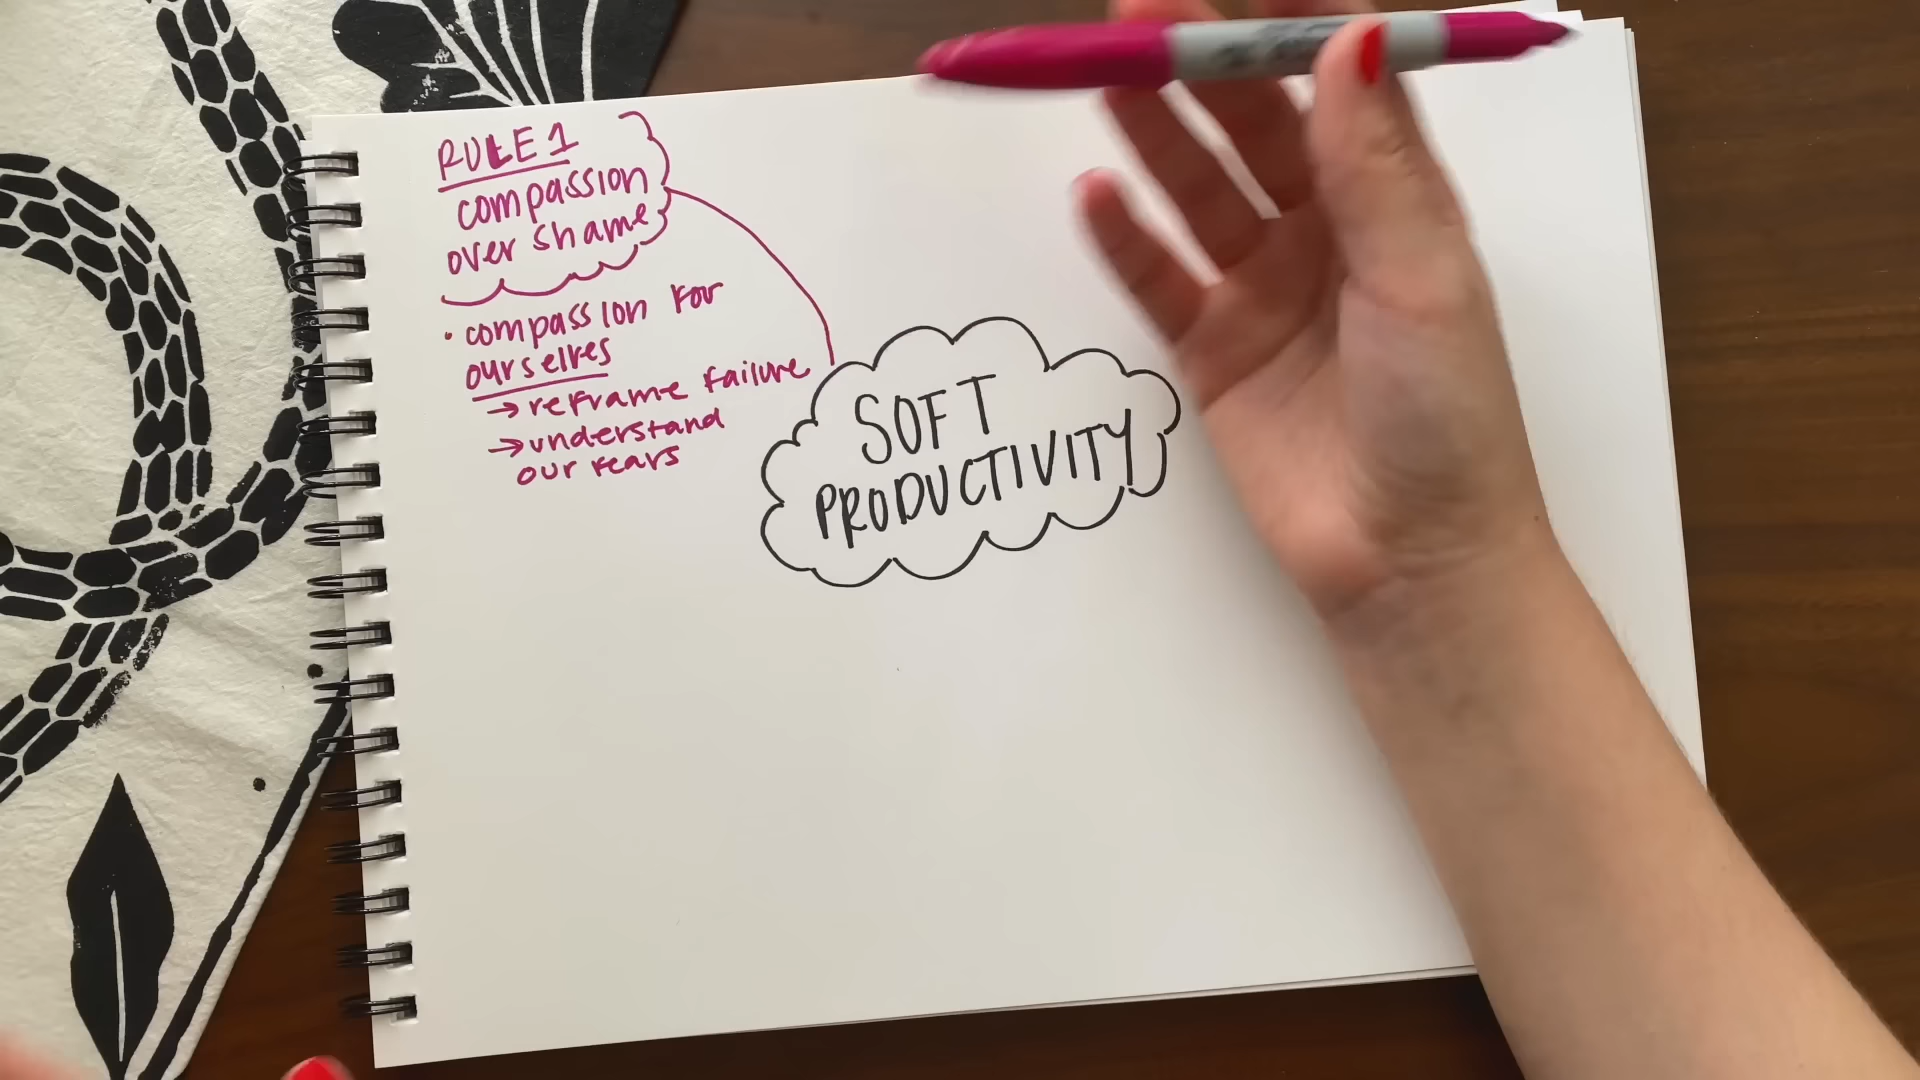 RULE 1
compassion
over shame
• compassion for
ourselves
→ reframe failure
→ understand
our fears
SOFT
PRODUCTIVITY